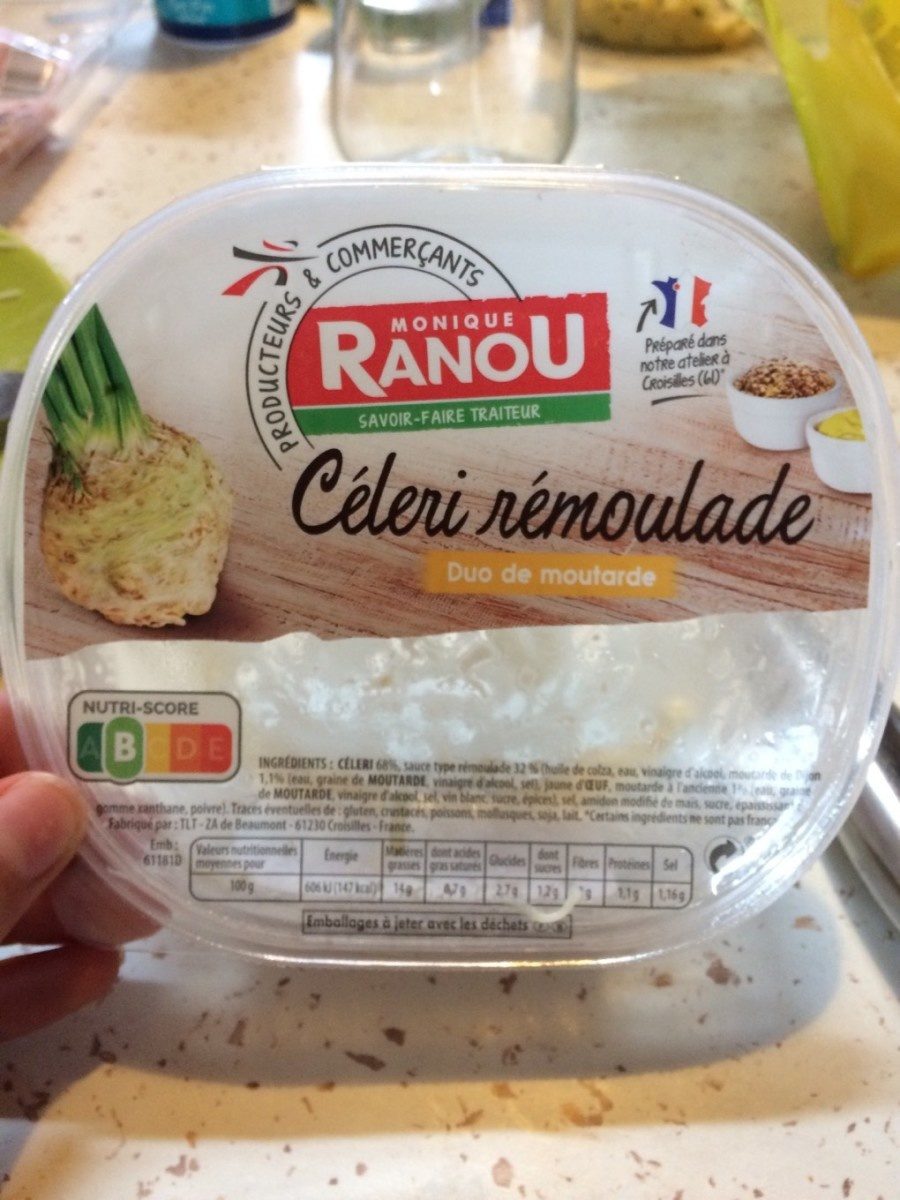 PRODUCTEURS & COMMERÇANTS
MONIQUE
RANOU
SAVOIR-FAIRE TRAITEUR
Préparé dans
notre atelier à
Croisilles (61)*
Céleri rémoulade
Duo de moutarde
NUTRI-SCORE
A B C D E
INGRÉDIENTS : CÉLERI 68%, sauce type rémoulade 32 % (huile de colza, eau, vinaigre d'alcool, moutarde de Dijon
1,1% (eau, graine de MOUTARDE, vinaigre d'alcool, sel), jaune d'ŒUF, moutarde à l'ancienne 1% (eau, graine
de MOUTARDE, vinaigre d'alcool, sel, vin blanc, sucre, épices), sel, amidon modifié de maïs, sucre, épaississant
gomme xanthane, poivre). Traces éventuelles de : gluten, crustacés, poissons, mollusques, soja, lait. *Certains ingrédients ne sont pas
Fabriqué par : TLT - ZA de Beaumont - 61230 Croisilles - France.
Emb :
61181D
Valeurs nutritionnelles moyennes pour Énergie Matières grasses dont acides gras saturés Glucides dont sucres Fibres Protéines Sel
100 g 606 kJ (147 kcal) 14g 2,7g 1,2g 1,1g 1,16g
Emballages à jeter avec les déchets